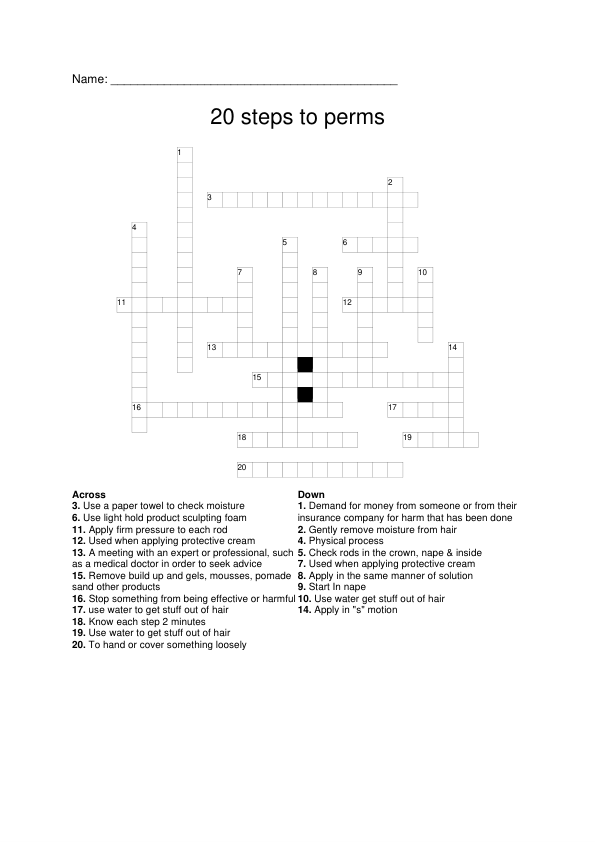 Name: ___________________________________________
20 steps to perms
1
2
3
4
5
6
7
8
9
10
11
12
13
14
15
16
17
18
19
20
Across
3. Use a paper towel to check moisture
6. Use light hold product sculpting foam
11. Apply firm pressure to each rod
12. Used when applying protective cream
13. A meeting with an expert or professional, such
as a medical doctor in order to seek advice
15. Remove build up and gels, mousses, pomade
sand other products
16. Stop something from being effective or harmful
17. use water to get stuff out of hair
18. Know each step 2 minutes
19. Use water to get stuff out of hair
20. To hand or cover something loosely
Down
1. Demand for money from someone or from their
insurance company for harm that has been done
2. Gently remove moisture from hair
4. Physical process
5. Check rods in the crown, nape & inside
7. Used when applying protective cream
8. Apply in the same manner of solution
9. Start In nape
10. Use water get stuff out of hair
14. Apply in "s" motion